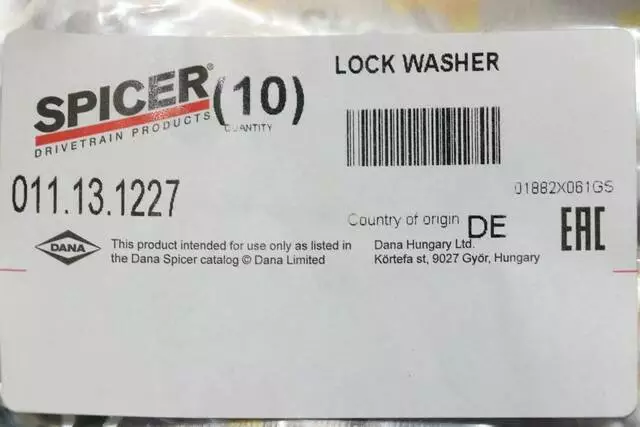 LOCK WASHER
SPICER®
(10)
QUANTITY
DRIVETRAIN PRODUCTS
011.13.1227
01882X061GS
Country of origin DE
EAC
DANA
This product intended for use only as listed in
the Dana Spicer catalog © Dana Limited
Dana Hungary Ltd.
Körtefa st, 9027 Győr, Hungary